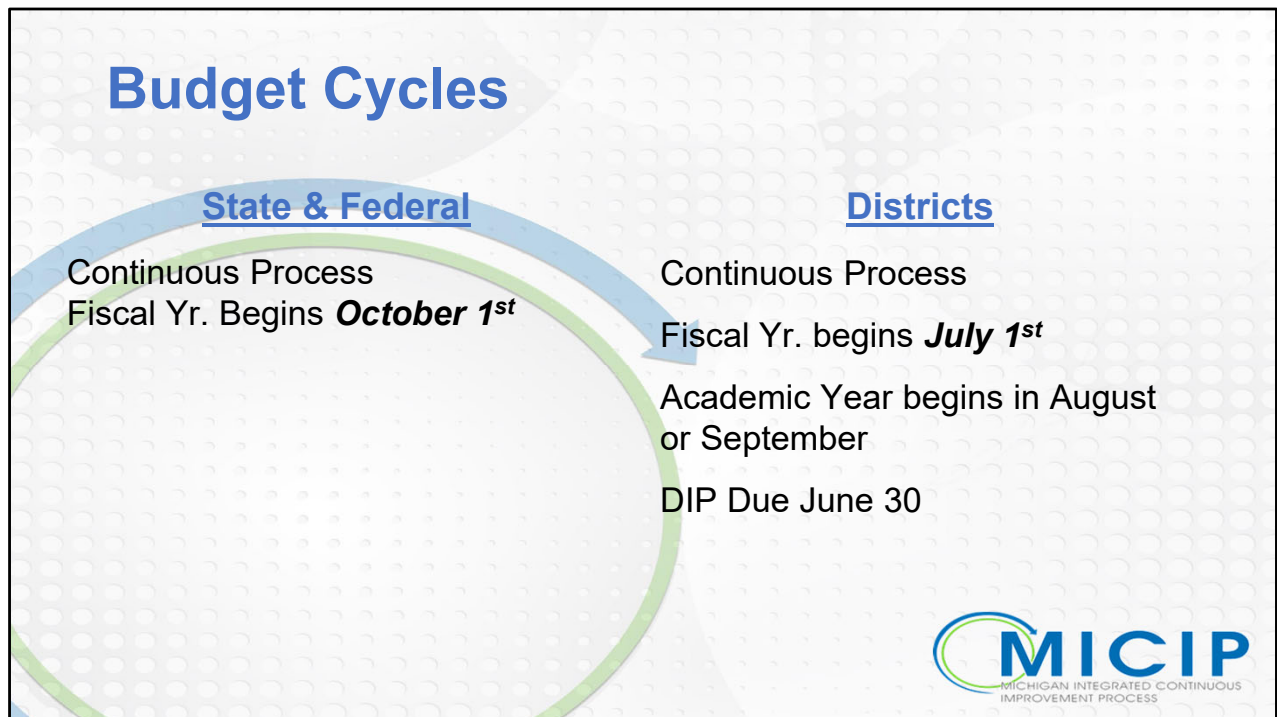 Budget Cycles
State & Federal
Continuous Process
Fiscal Yr. Begins October 1st
Districts
Continuous Process
Fiscal Yr. begins July 1st
Academic Year begins in August
or September
DIP Due June 30
MICIP
MICHIGAN INTEGRATED CONTINUOUS
IMPROVEMENT PROCESS